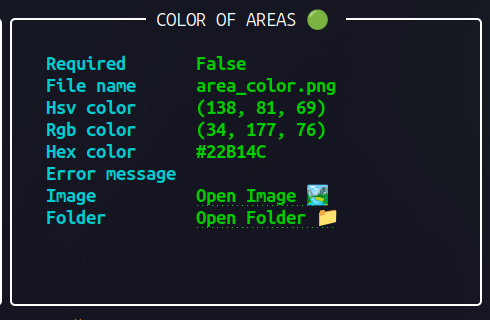 COLOR OF AREAS 🟢
Required False
File name area_color.png
Hsv color (138, 81, 69)
Rgb color (34, 177, 76)
Hex color #22B14C
Error message
Image Open Image 🏞️
Folder Open Folder 📁